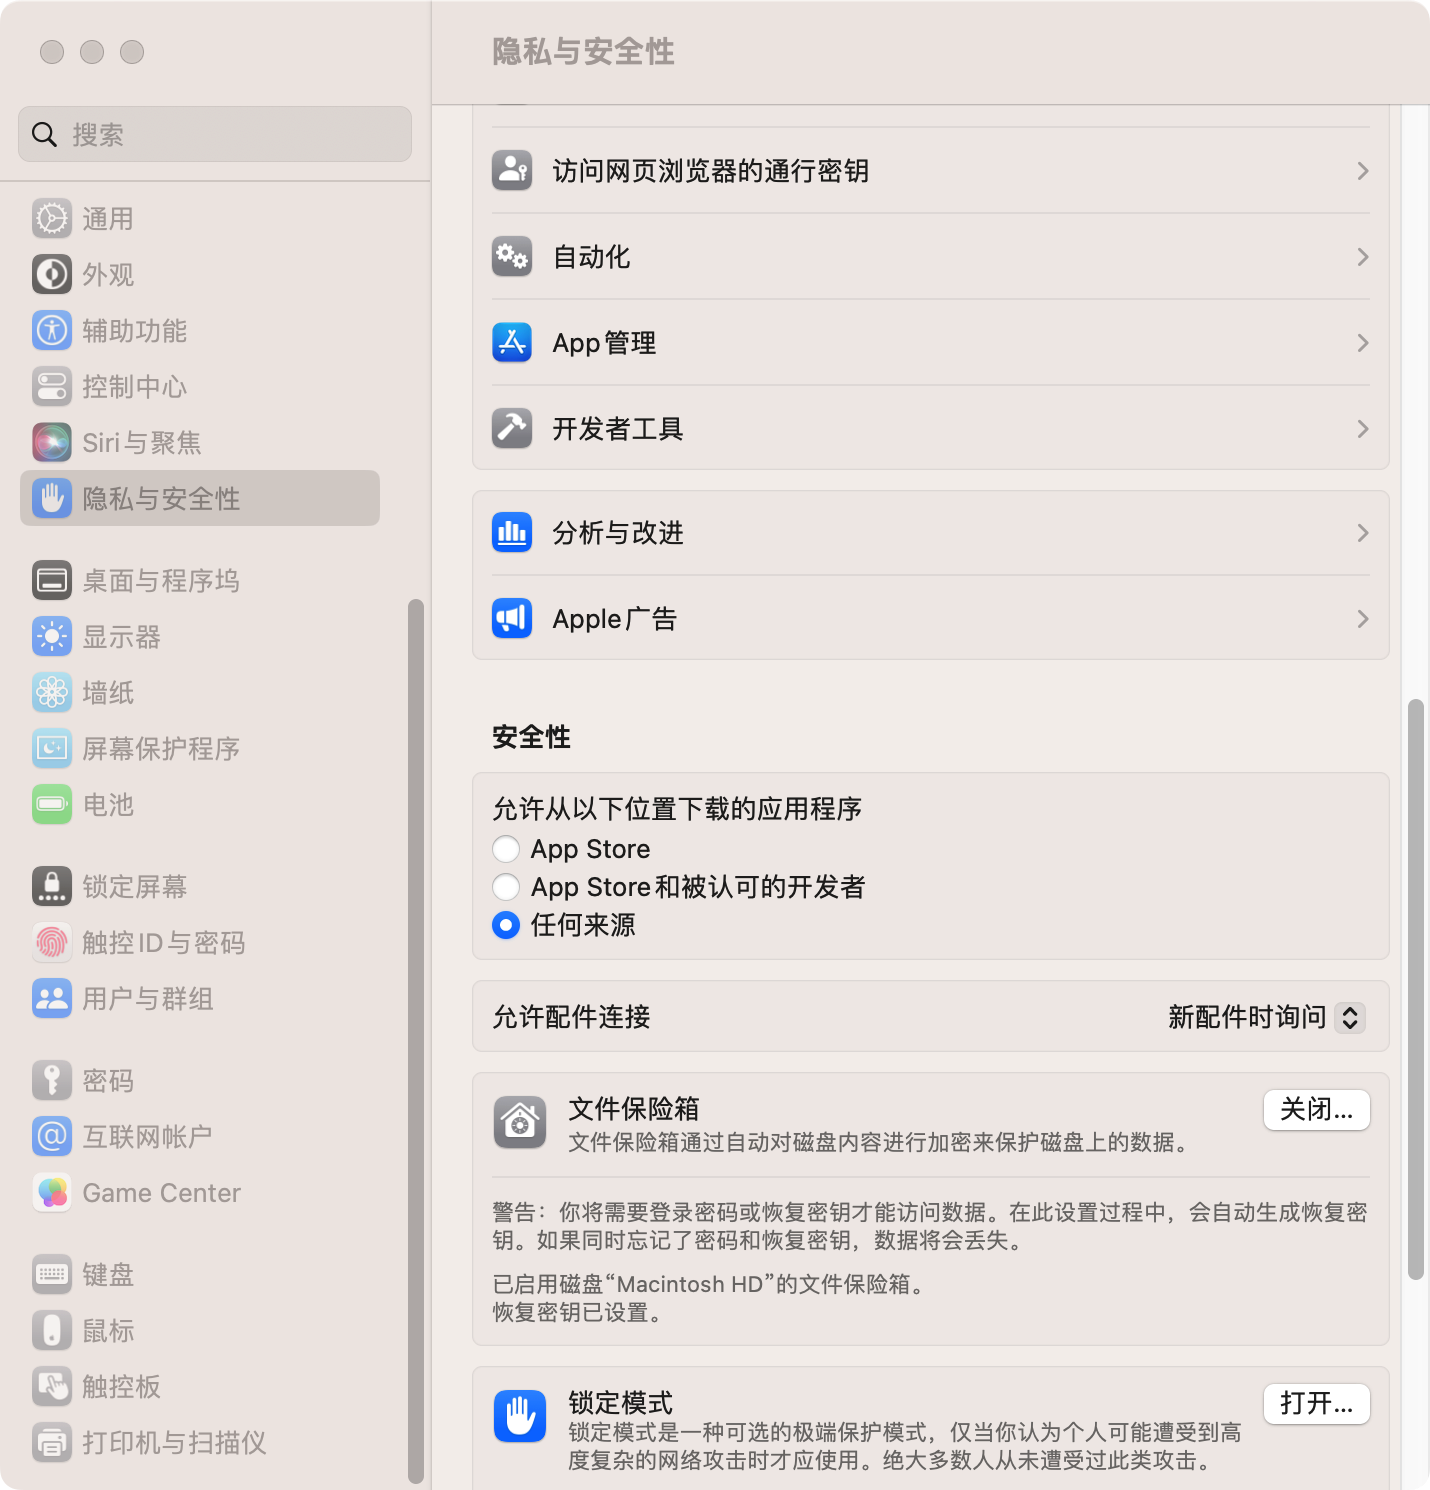 搜索
通用
外观
辅助功能
控制中心
Siri与聚焦
隐私与安全性
桌面与程序坞
显示器
墙纸
屏幕保护程序
电池
锁定屏幕
触控ID与密码
用户与群组
密码
互联网帐户
Game Center
键盘
鼠标
触控板
打印机与扫描仪
隐私与安全性
访问网页浏览器的通行密钥
自动化
App管理
开发者工具
分析与改进
Apple广告
安全性
允许从以下位置下载的应用程序
App Store
App Store和被认可的开发者
任何来源
允许配件连接 新配件时询问
文件保险箱 关闭...
文件保险箱通过自动对磁盘内容进行加密来保护磁盘上的数据。
警告：你将需要登录密码或恢复密钥才能访问数据。在此设置过程中，会自动生成恢复密
钥。如果同时忘记了密码和恢复密钥，数据将会丢失。
已启用磁盘“Macintosh HD”的文件保险箱。
恢复密钥已设置。
锁定模式 打开...
锁定模式是一种可选的极端保护模式，仅当你认为个人可能遭受到高
度复杂的网络攻击时才应使用。绝大多数人从未遭受过此类攻击。